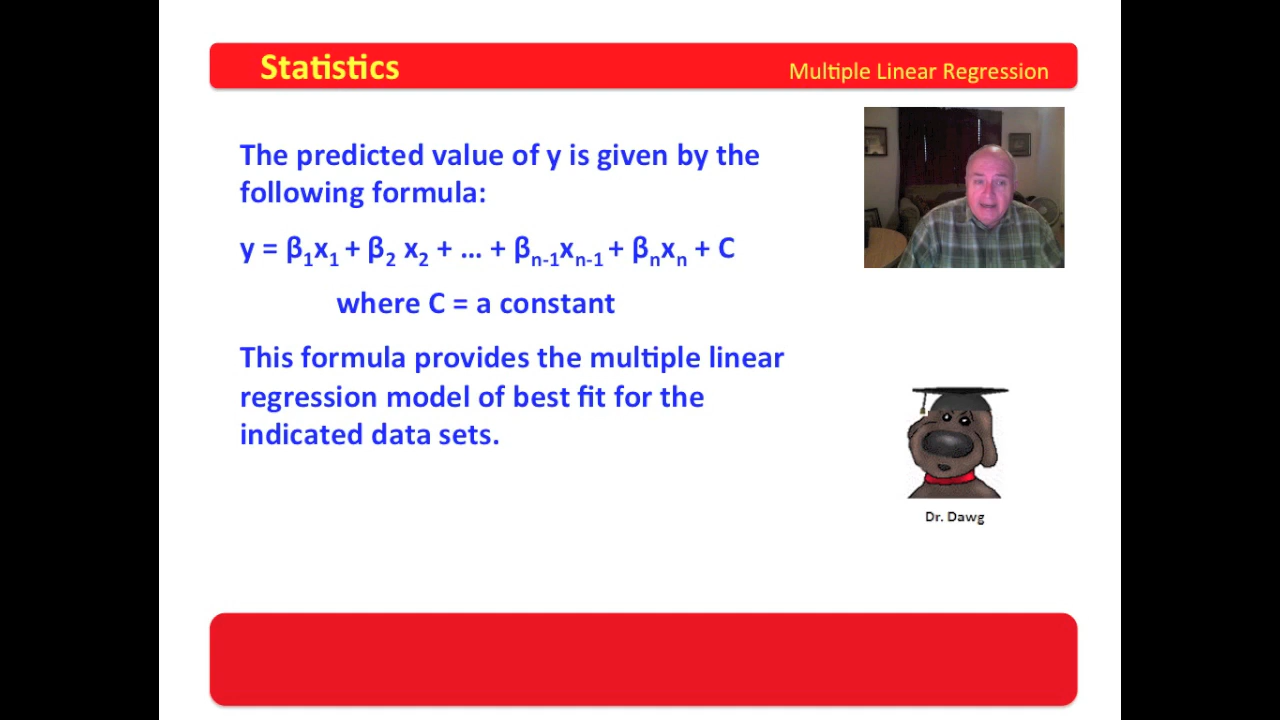 Statistics
Multiple Linear Regression
The predicted value of y is given by the
following formula:
y = β₁x₁ + β₂ x₂ + ... + βₙ₋₁xₙ₋₁ + βₙxₙ + C
where C = a constant
This formula provides the multiple linear
regression model of best fit for the
indicated data sets.
Dr. Dawg